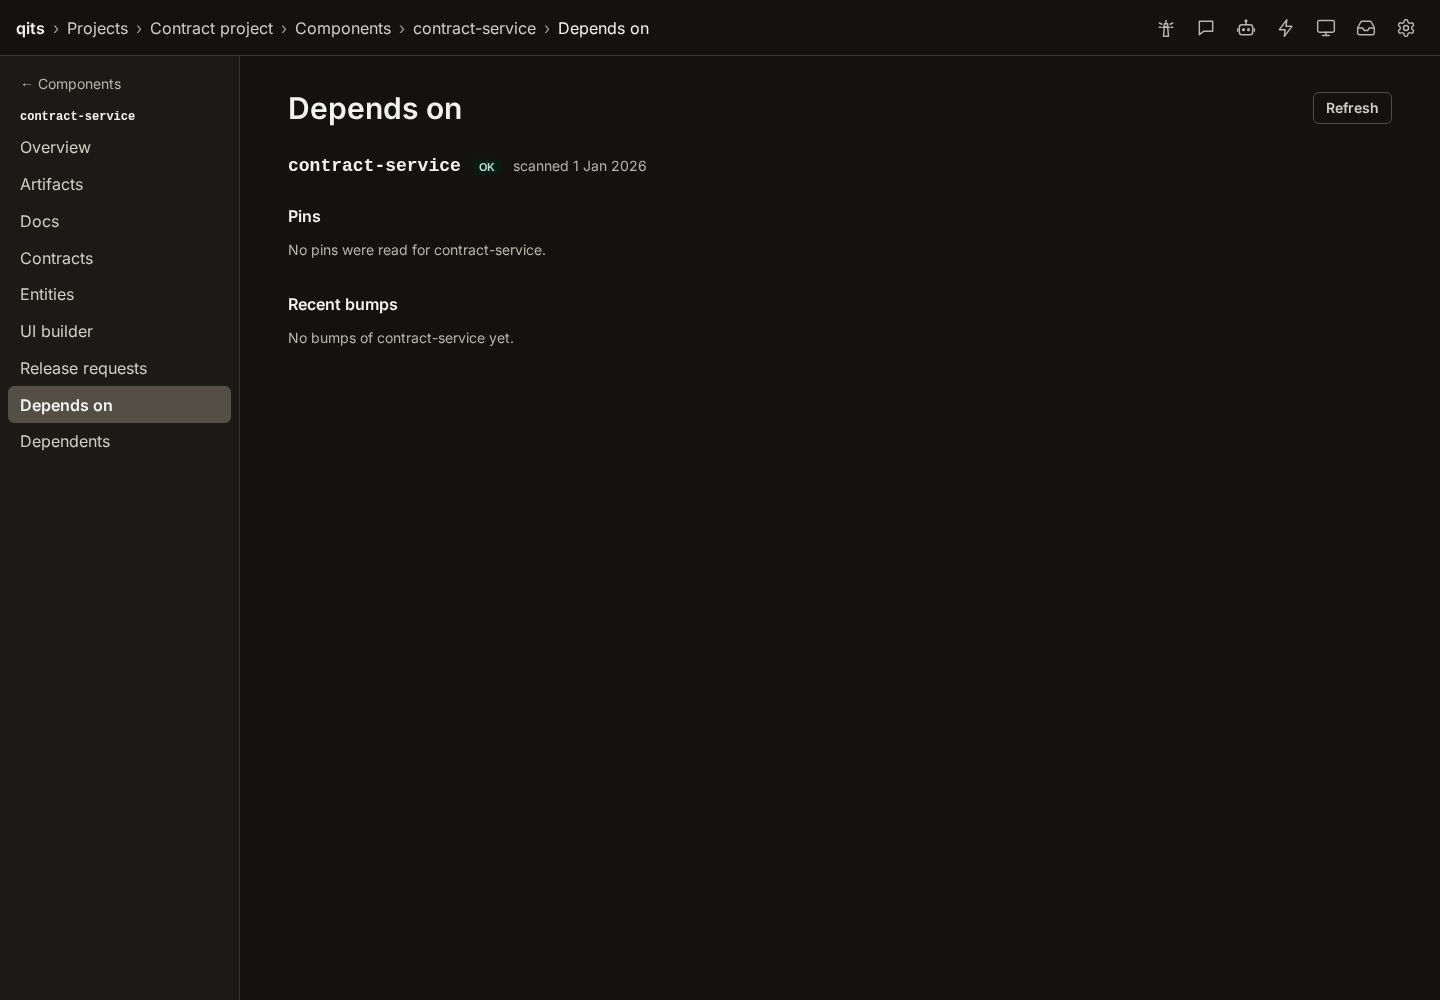 qits › Projects › Contract project › Components › contract-service › Depends on
← Components
contract-service
Overview
Artifacts
Docs
Contracts
Entities
UI builder
Release requests
Depends on
Dependents
Depends on
Refresh
contract-service OK scanned 1 Jan 2026
Pins
No pins were read for contract-service.
Recent bumps
No bumps of contract-service yet.